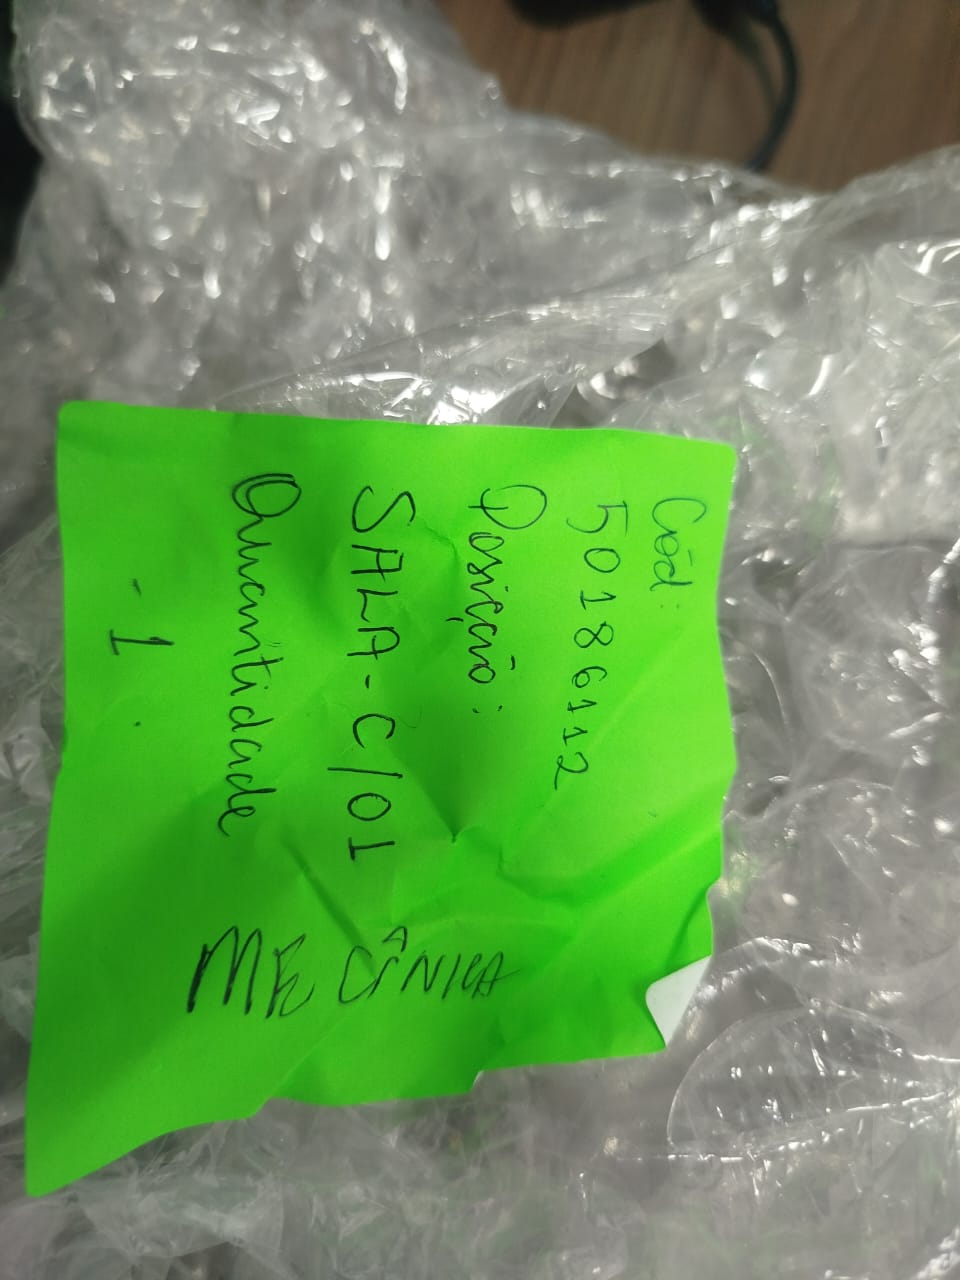 Cód:
50186112
Posição:
SALA-C/01
Quantidade
- 1 .
MECÂNICA